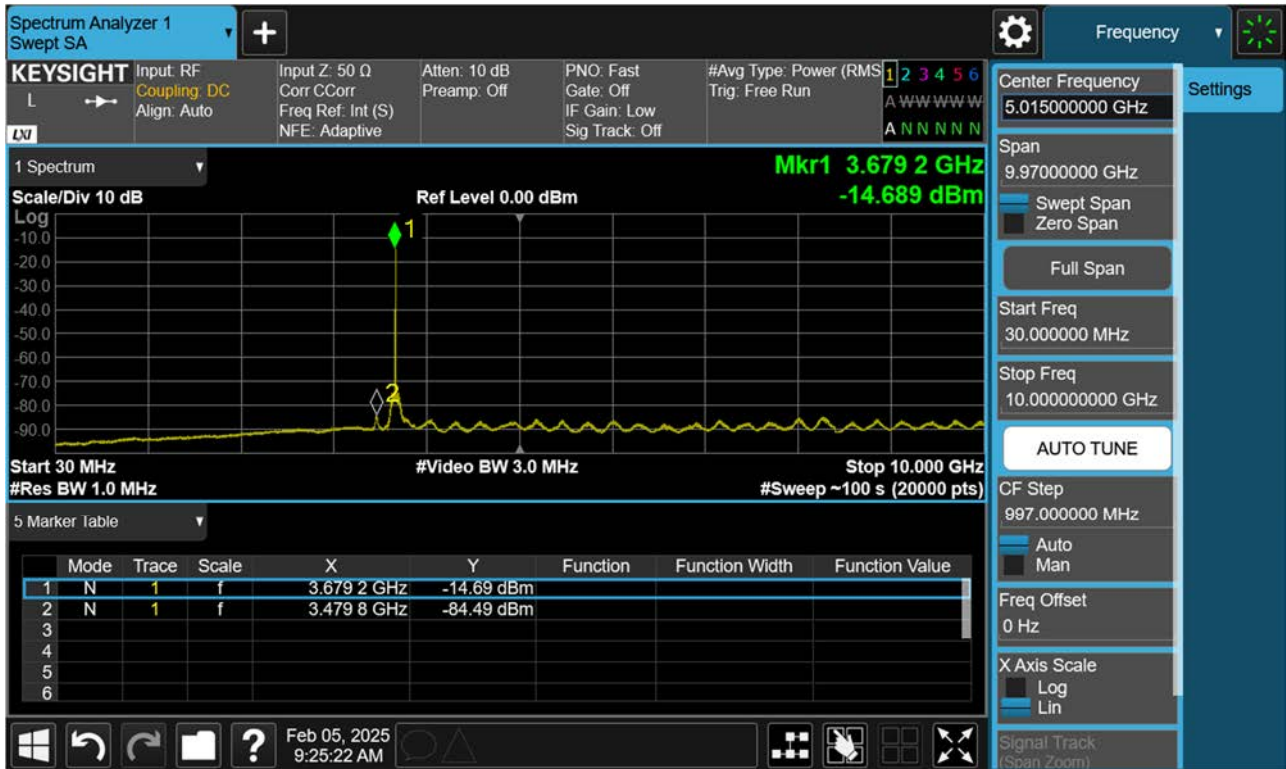 Spectrum Analyzer 1
Swept SA
+
Frequency
KEYSIGHT
L
LXI
Input: RF
Coupling: DC
Align: Auto
Input Z: 50 Ω
Corr CCorr
Freq Ref: Int (S)
NFE: Adaptive
Atten: 10 dB
Preamp: Off
PNO: Fast
Gate: Off
IF Gain: Low
Sig Track: Off
#Avg Type: Power (RMS
Trig: Free Run
1 2 3 4 5 6
A W W W W W
A N N N N N
1 Spectrum
Mkr1 3.679 2 GHz
-14.689 dBm
Scale/Div 10 dB
Ref Level 0.00 dBm
Log
-10.0
-20.0
-30.0
-40.0
-50.0
-60.0
-70.0
-80.0
-90.0
1
2
Start 30 MHz
#Video BW 3.0 MHz
Stop 10.000 GHz
#Res BW 1.0 MHz
#Sweep ~100 s (20000 pts)
5 Marker Table
Mode Trace Scale X Y Function Function Width Function Value
1 N 1 f 3.679 2 GHz -14.69 dBm
2 N 1 f 3.479 8 GHz -84.49 dBm
3
4
5
6
?
Feb 05, 2025
9:25:22 AM
Center Frequency
5.015000000 GHz
Settings
Span
9.97000000 GHz
Swept Span
Zero Span
Full Span
Start Freq
30.000000 MHz
Stop Freq
10.000000000 GHz
AUTO TUNE
CF Step
997.000000 MHz
Auto
Man
Freq Offset
0 Hz
X Axis Scale
Log
Lin
Signal Track
(Span Zoom)